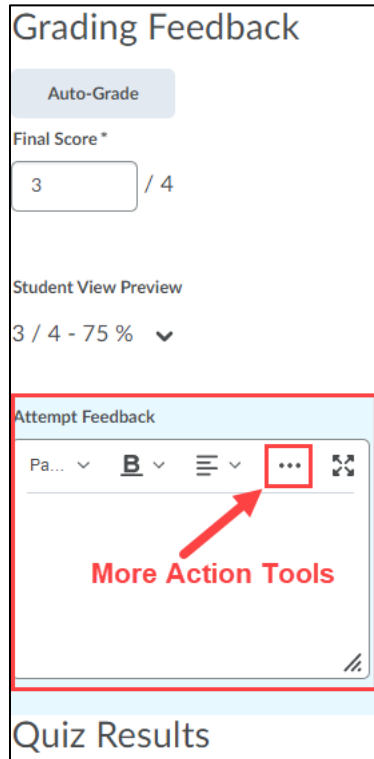 Grading Feedback
Auto-Grade
Final Score *
3 / 4
Student View Preview
3 / 4 - 75 %
Attempt Feedback
Pa... B
More Action Tools
Quiz Results